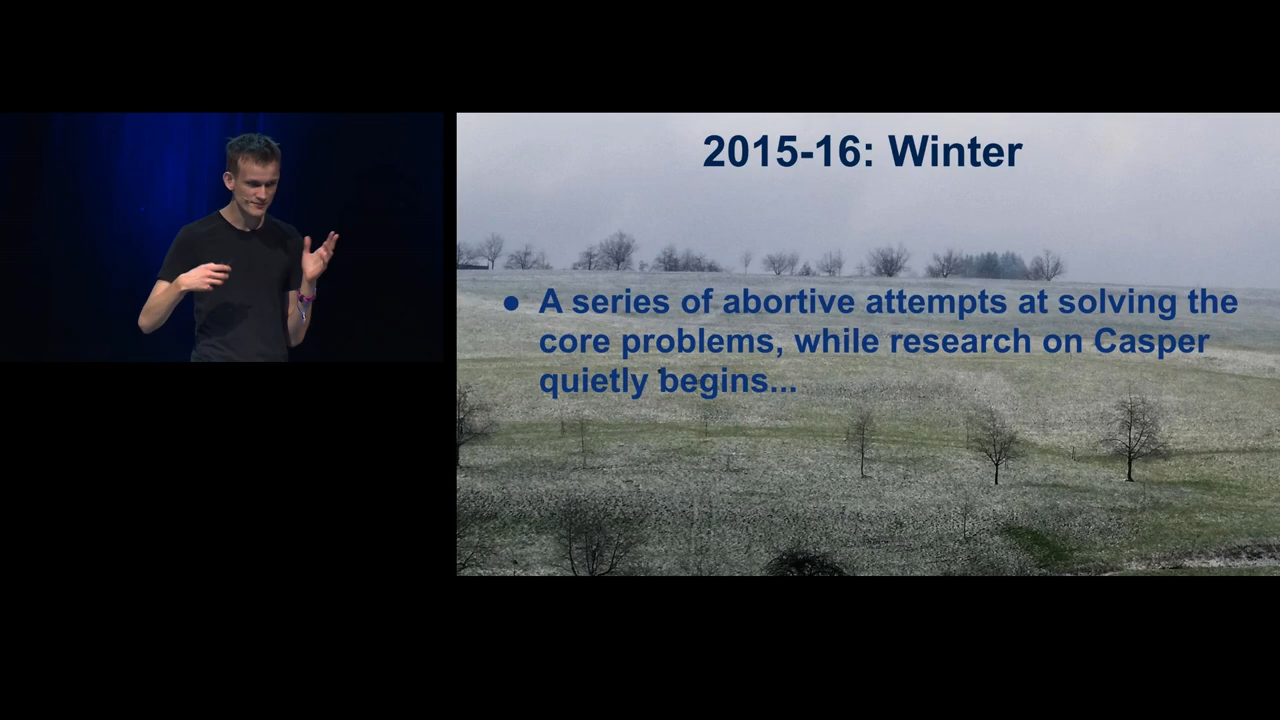 2015-16: Winter
● A series of abortive attempts at solving the
core problems, while research on Casper
quietly begins...